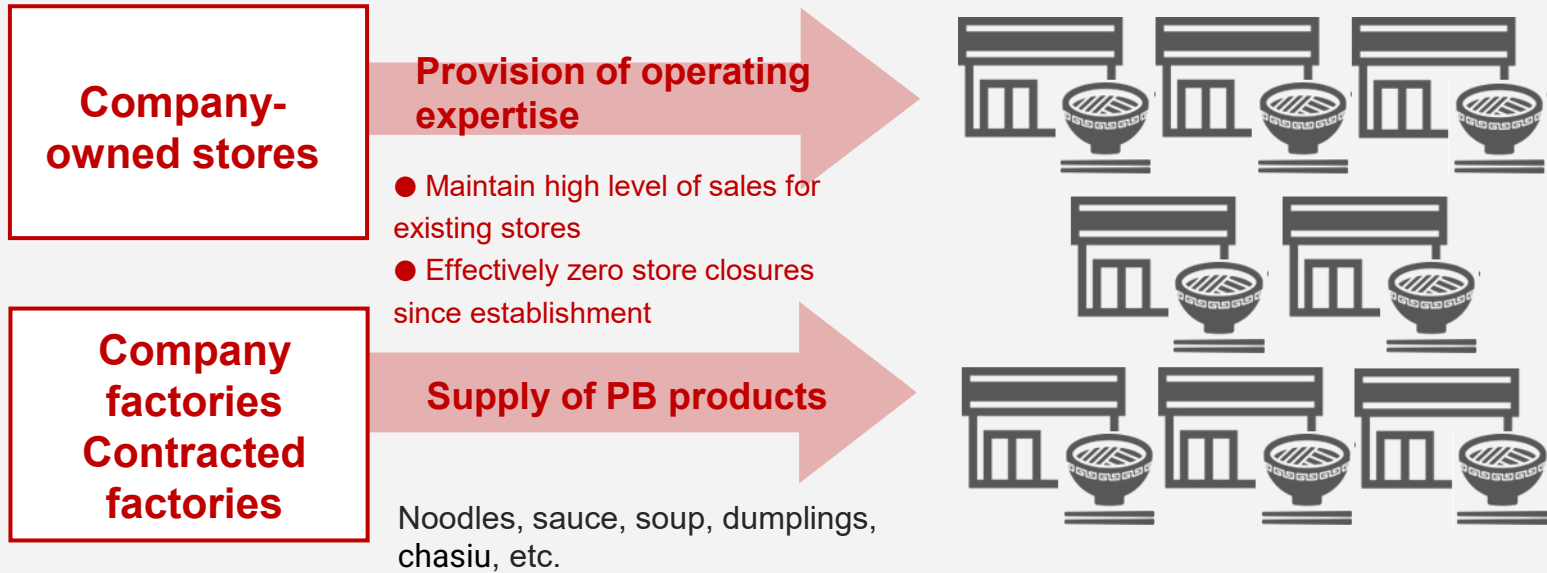 Company-
owned stores
Provision of operating
expertise
● Maintain high level of sales for
existing stores
● Effectively zero store closures
since establishment
Company
factories
Contracted
factories
Supply of PB products
Noodles, sauce, soup, dumplings,
chasiu, etc.